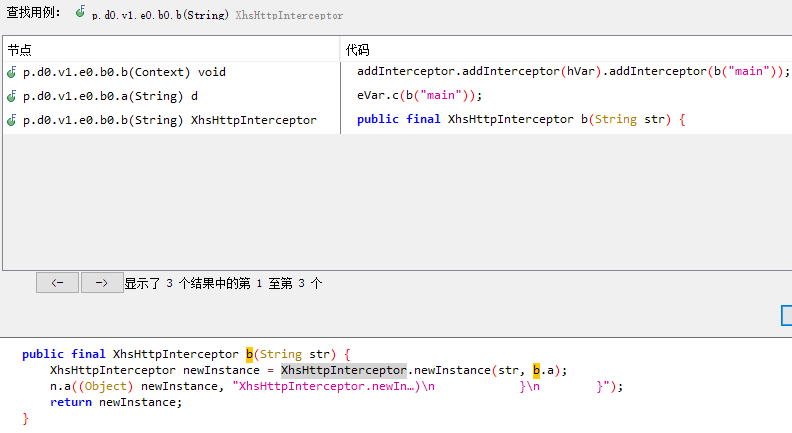 查找用例: p.d0.v1.e0.b0.b(String) XhsHttpInterceptor
节点 代码
p.d0.v1.e0.b0.b(Context) void addInterceptor.addInterceptor(hVar).addInterceptor(b("main"));
p.d0.v1.e0.b0.a(String) d eVar.c(b("main"));
p.d0.v1.e0.b0.b(String) XhsHttpInterceptor public final XhsHttpInterceptor b(String str) {
<- -> 显示了 3 个结果中的第 1 至第 3 个
public final XhsHttpInterceptor b(String str) {
XhsHttpInterceptor newInstance = XhsHttpInterceptor.newInstance(str, b.a);
n.a((Object) newInstance, "XhsHttpInterceptor.newIn…)\n            }\n        }");
return newInstance;
}